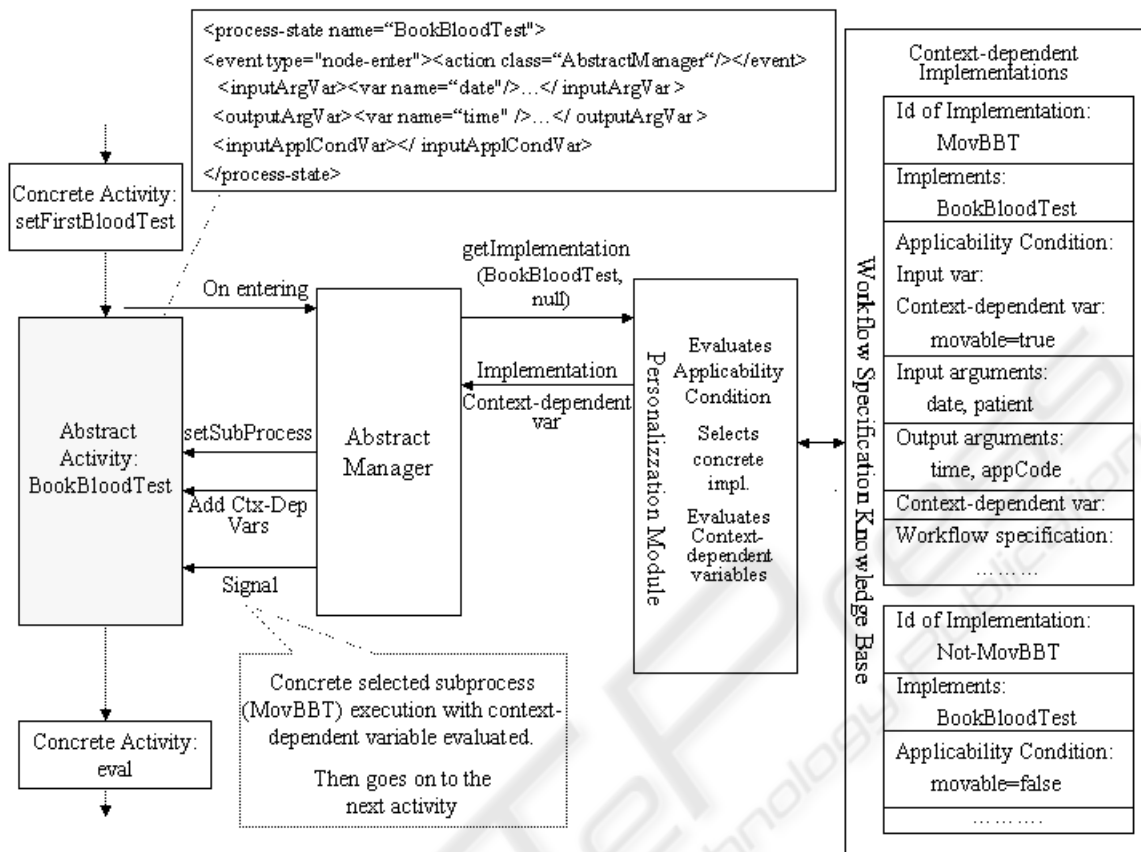 <process-state name=“BookBloodTest">
<event type="node-enter"><action class=“AbstractManager“/></event>
<inputArgVar><var name=“date"/>…</ inputArgVar >
<outputArgVar><var name=“time" />…</ outputArgVar >
<inputApplCondVar></ inputApplCondVar>
</process-state>
Concrete Activity:
setFirstBloodTest
On entering
Abstract
Activity:
BookBloodTest
setSubProcess
Add Ctx-Dep
Vars
Signal
Abstract
Manager
getImplementation
(BookBloodTest,
null)
Implementation
Context-dependent
var
Personalizzation Module
Evaluates
Applicability
Condition
Selects
concrete
impl.
Evaluates
Context-
dependent
variables
Concrete selected subprocess
(MovBBT) execution with context-
dependent variable evaluated.
Then goes on to the
next activity
Concrete Activity:
eval
Workflow Specification Knowledge Base
Context-dependent
Implementations
Id of Implementation:
MovBBT
Implements:
BookBloodTest
Applicability Condition:
Input var:
Context-dependent var:
movable=true
Input arguments:
date, patient
Output arguments:
time, appCode
Context-dependent var:
Workflow specification:
………
Id of Implementation:
Not-MovBBT
Implements:
BookBloodTest
Applicability Condition:
movable=false
……….